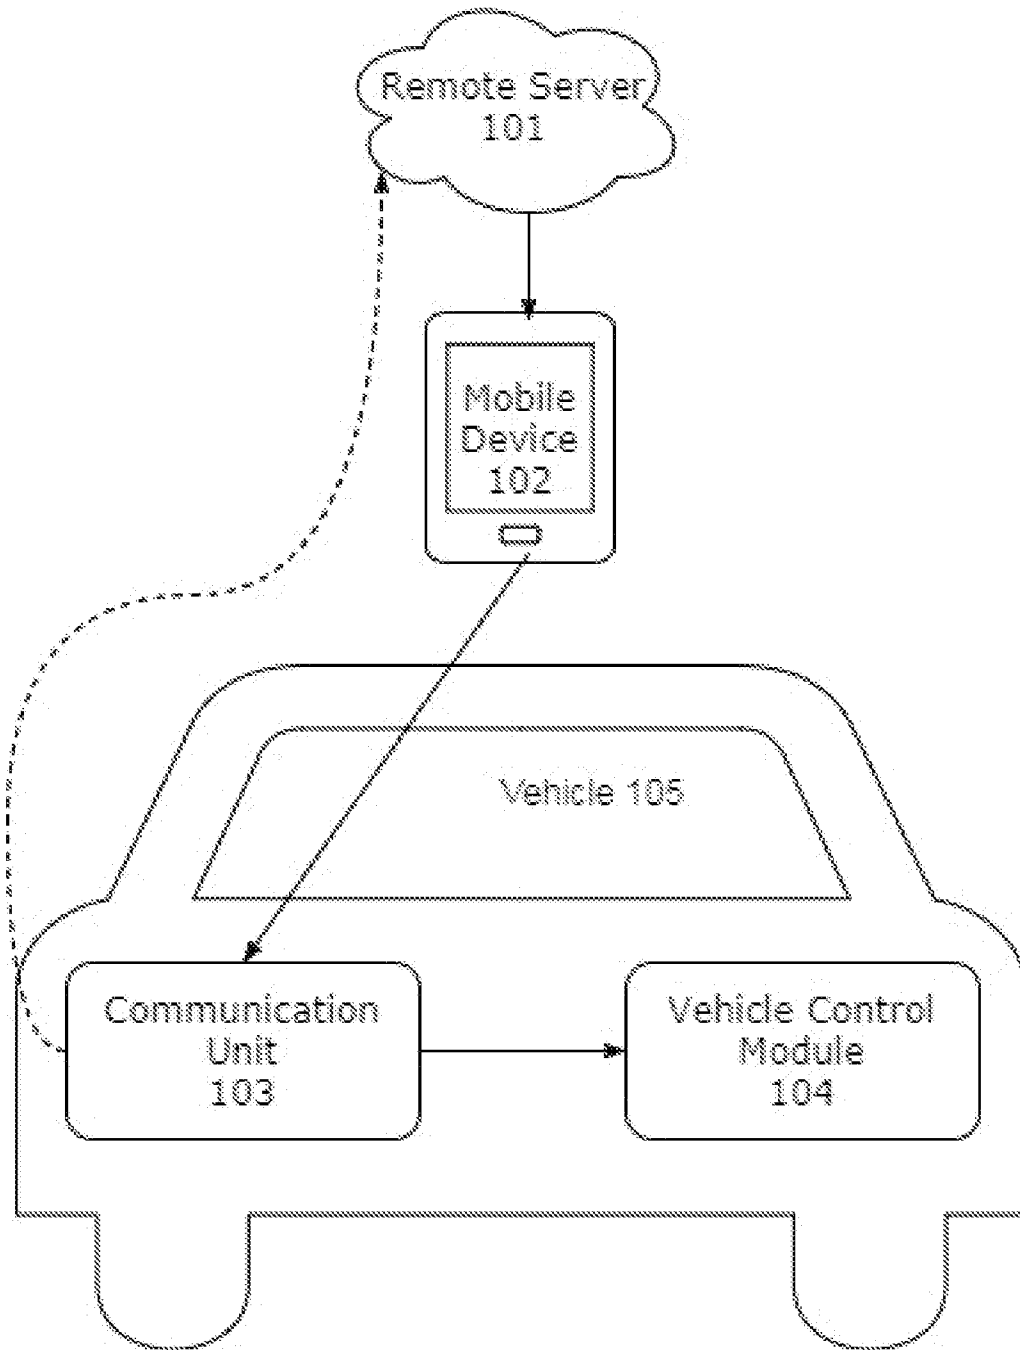 Remote Server
101
Mobile
Device
102
Vehicle 105
Communication
Unit
103
Vehicle Control
Module
104